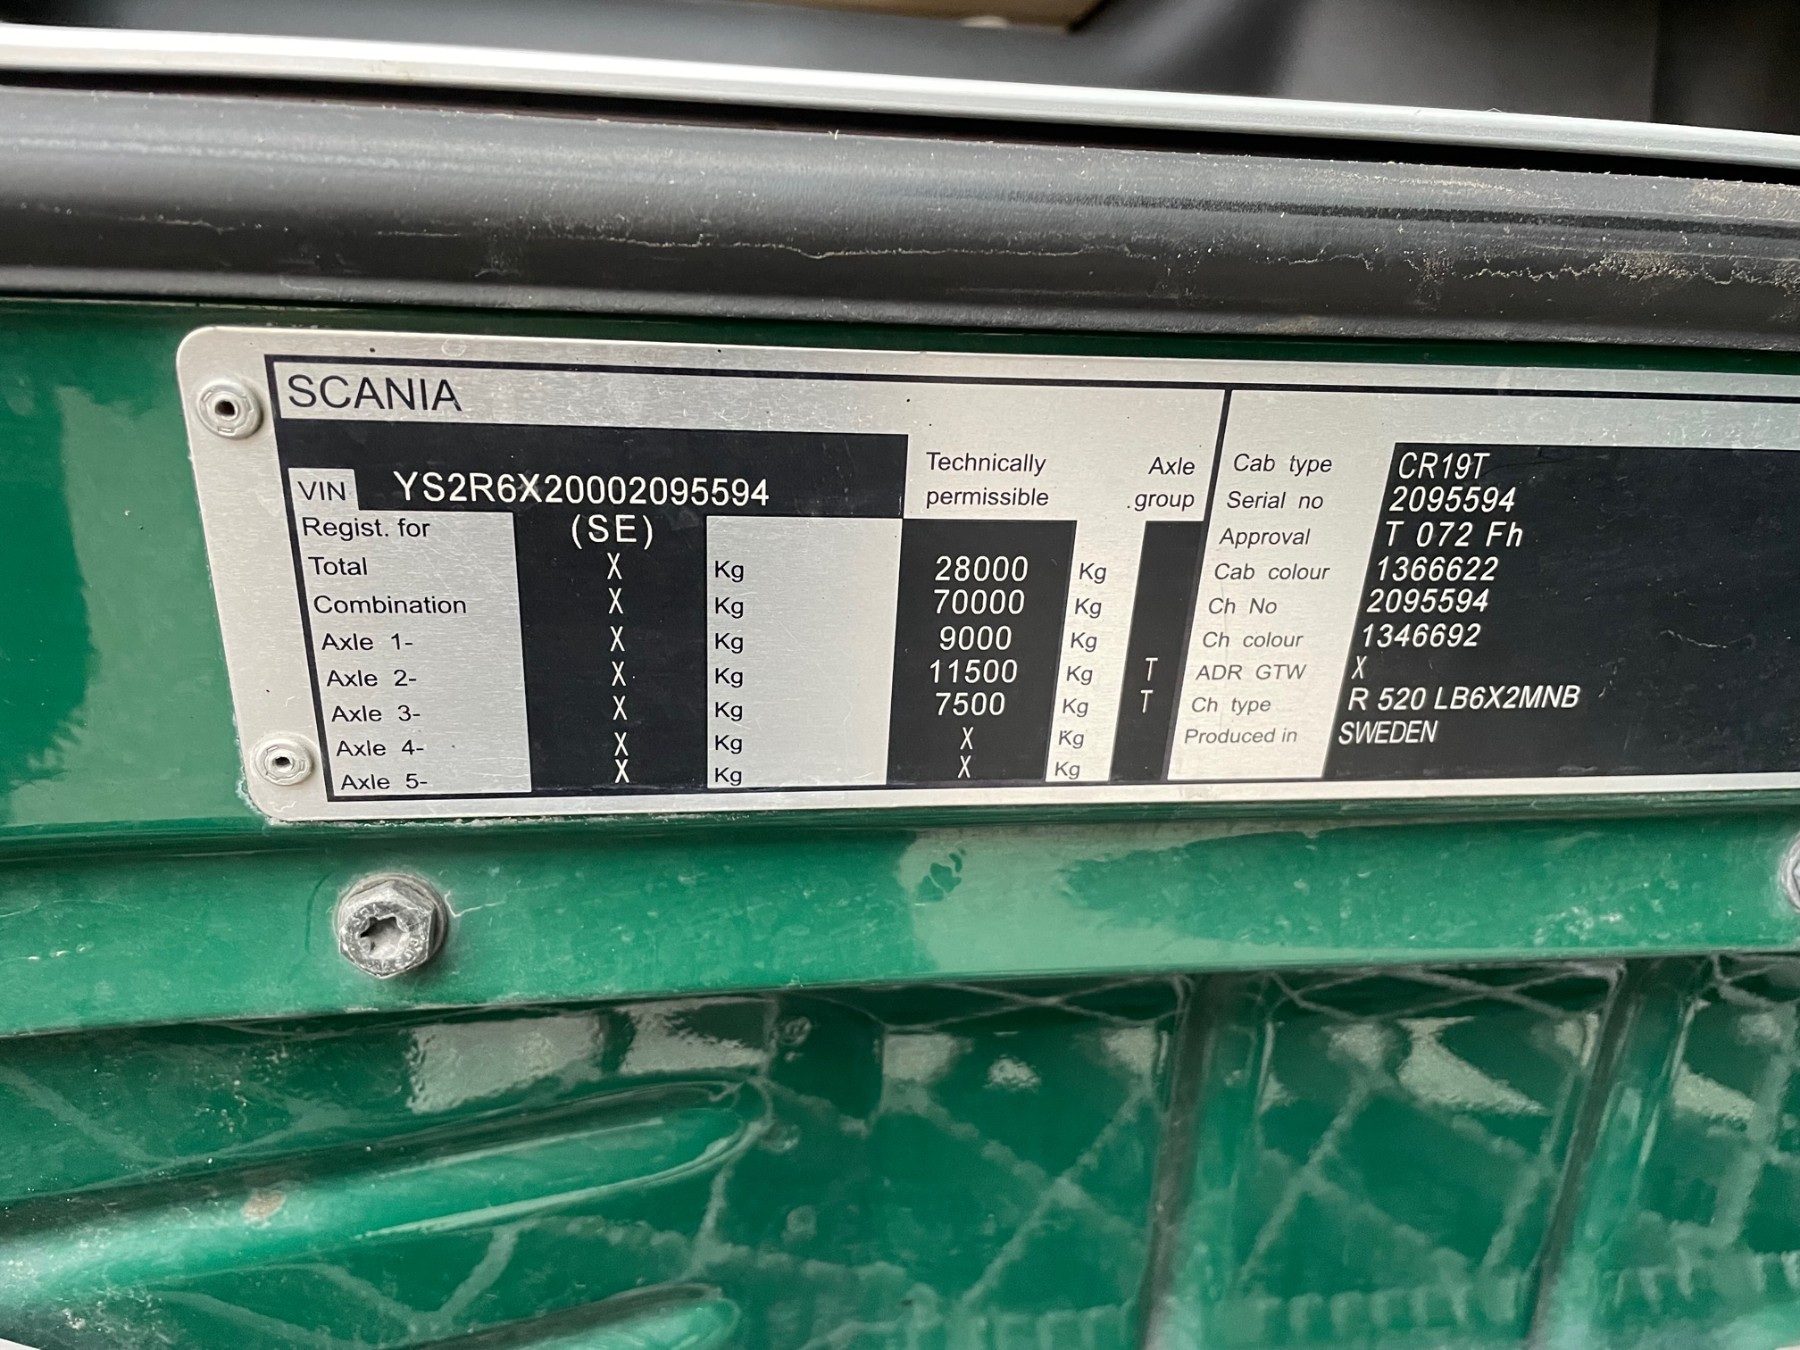 SCANIA
VIN YS2R6X20002095594
Technically permissible
Axle .group
Regist. for (SE)
Total X Kg 28000 Kg
Combination X Kg 70000 Kg
Axle 1- X Kg 9000 Kg
Axle 2- X Kg 11500 Kg T
Axle 3- X Kg 7500 Kg T
Axle 4- X Kg X Kg
Axle 5- X Kg X Kg
Cab type CR19T
Serial no 2095594
Approval T 072 Fh
Cab colour 1366622
Ch No 2095594
Ch colour 1346692
ADR GTW X
Ch type R 520 LB6X2MNB
Produced in SWEDEN